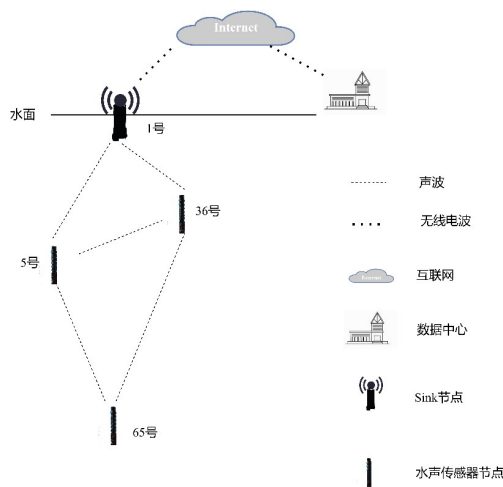 Internet
水面
1号
36号
5号
65号
声波
无线电波
Internet
互联网
数据中心
Sink节点
水声传感器节点